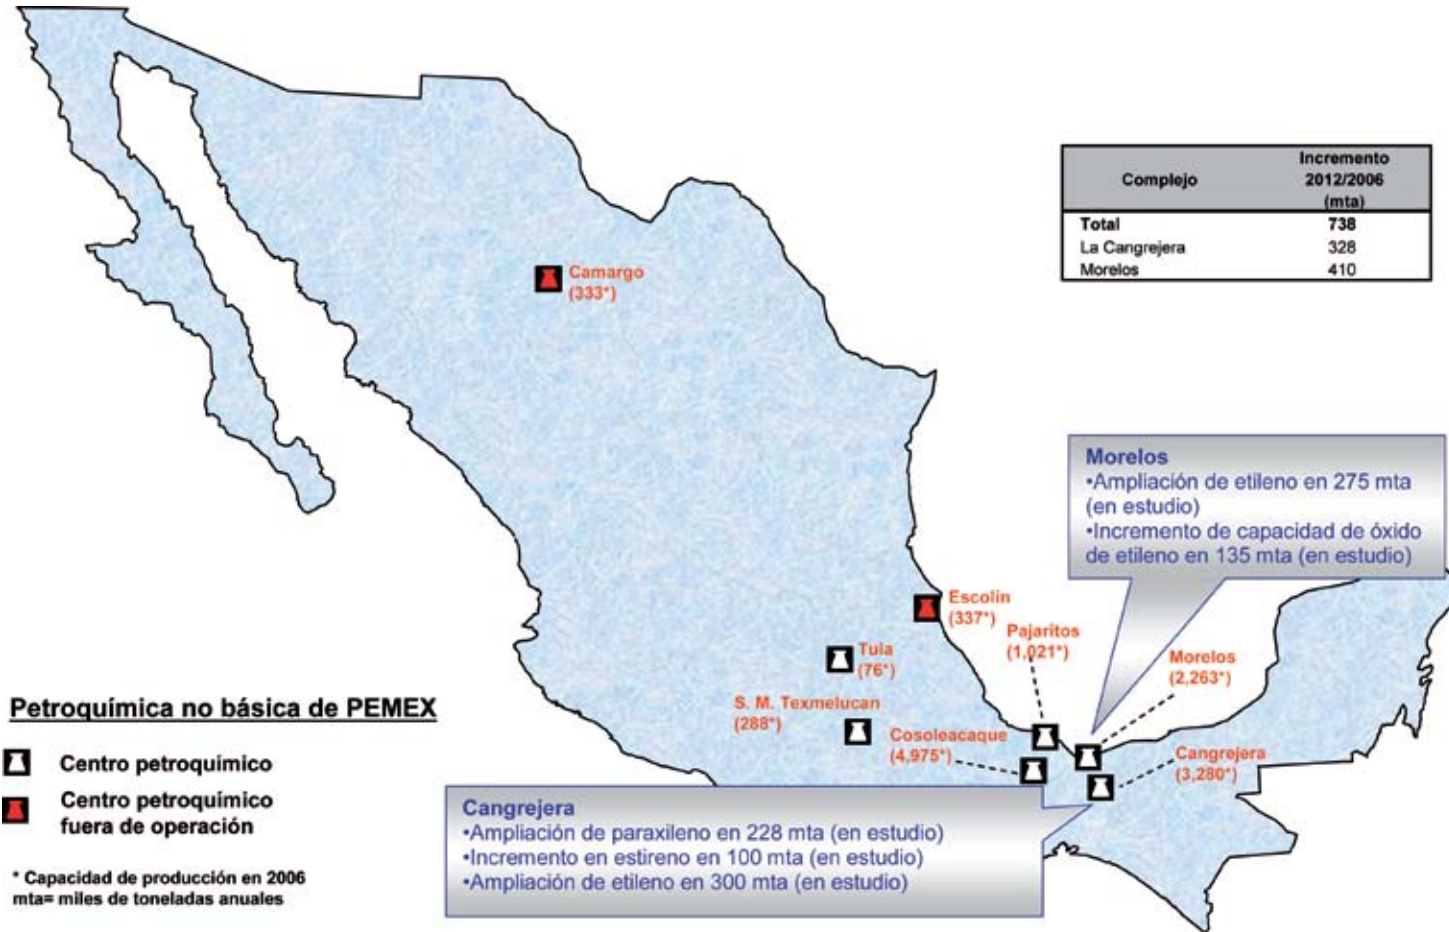 Complejo
Incremento
2012/2006
(mta)
Total 738
La Cangrejera 328
Morelos 410
Camargo
(333*)
Morelos
•Ampliación de etileno en 275 mta
(en estudio)
•Incremento de capacidad de óxido
de etileno en 135 mta (en estudio)
Escolín
(337*)
Pajaritos
(1,021*)
Tula
(76*)
Morelos
(2,263*)
S. M. Texmelucan
(288*)
Cosoleacaque
(4,975*)
Cangrejera
(3,280*)
Petroquímica no básica de PEMEX
Centro petroquímico
Centro petroquímico
fuera de operación
* Capacidad de producción en 2006
mta= miles de toneladas anuales
Cangrejera
•Ampliación de paraxileno en 228 mta (en estudio)
•Incremento en estireno en 100 mta (en estudio)
•Ampliación de etileno en 300 mta (en estudio)